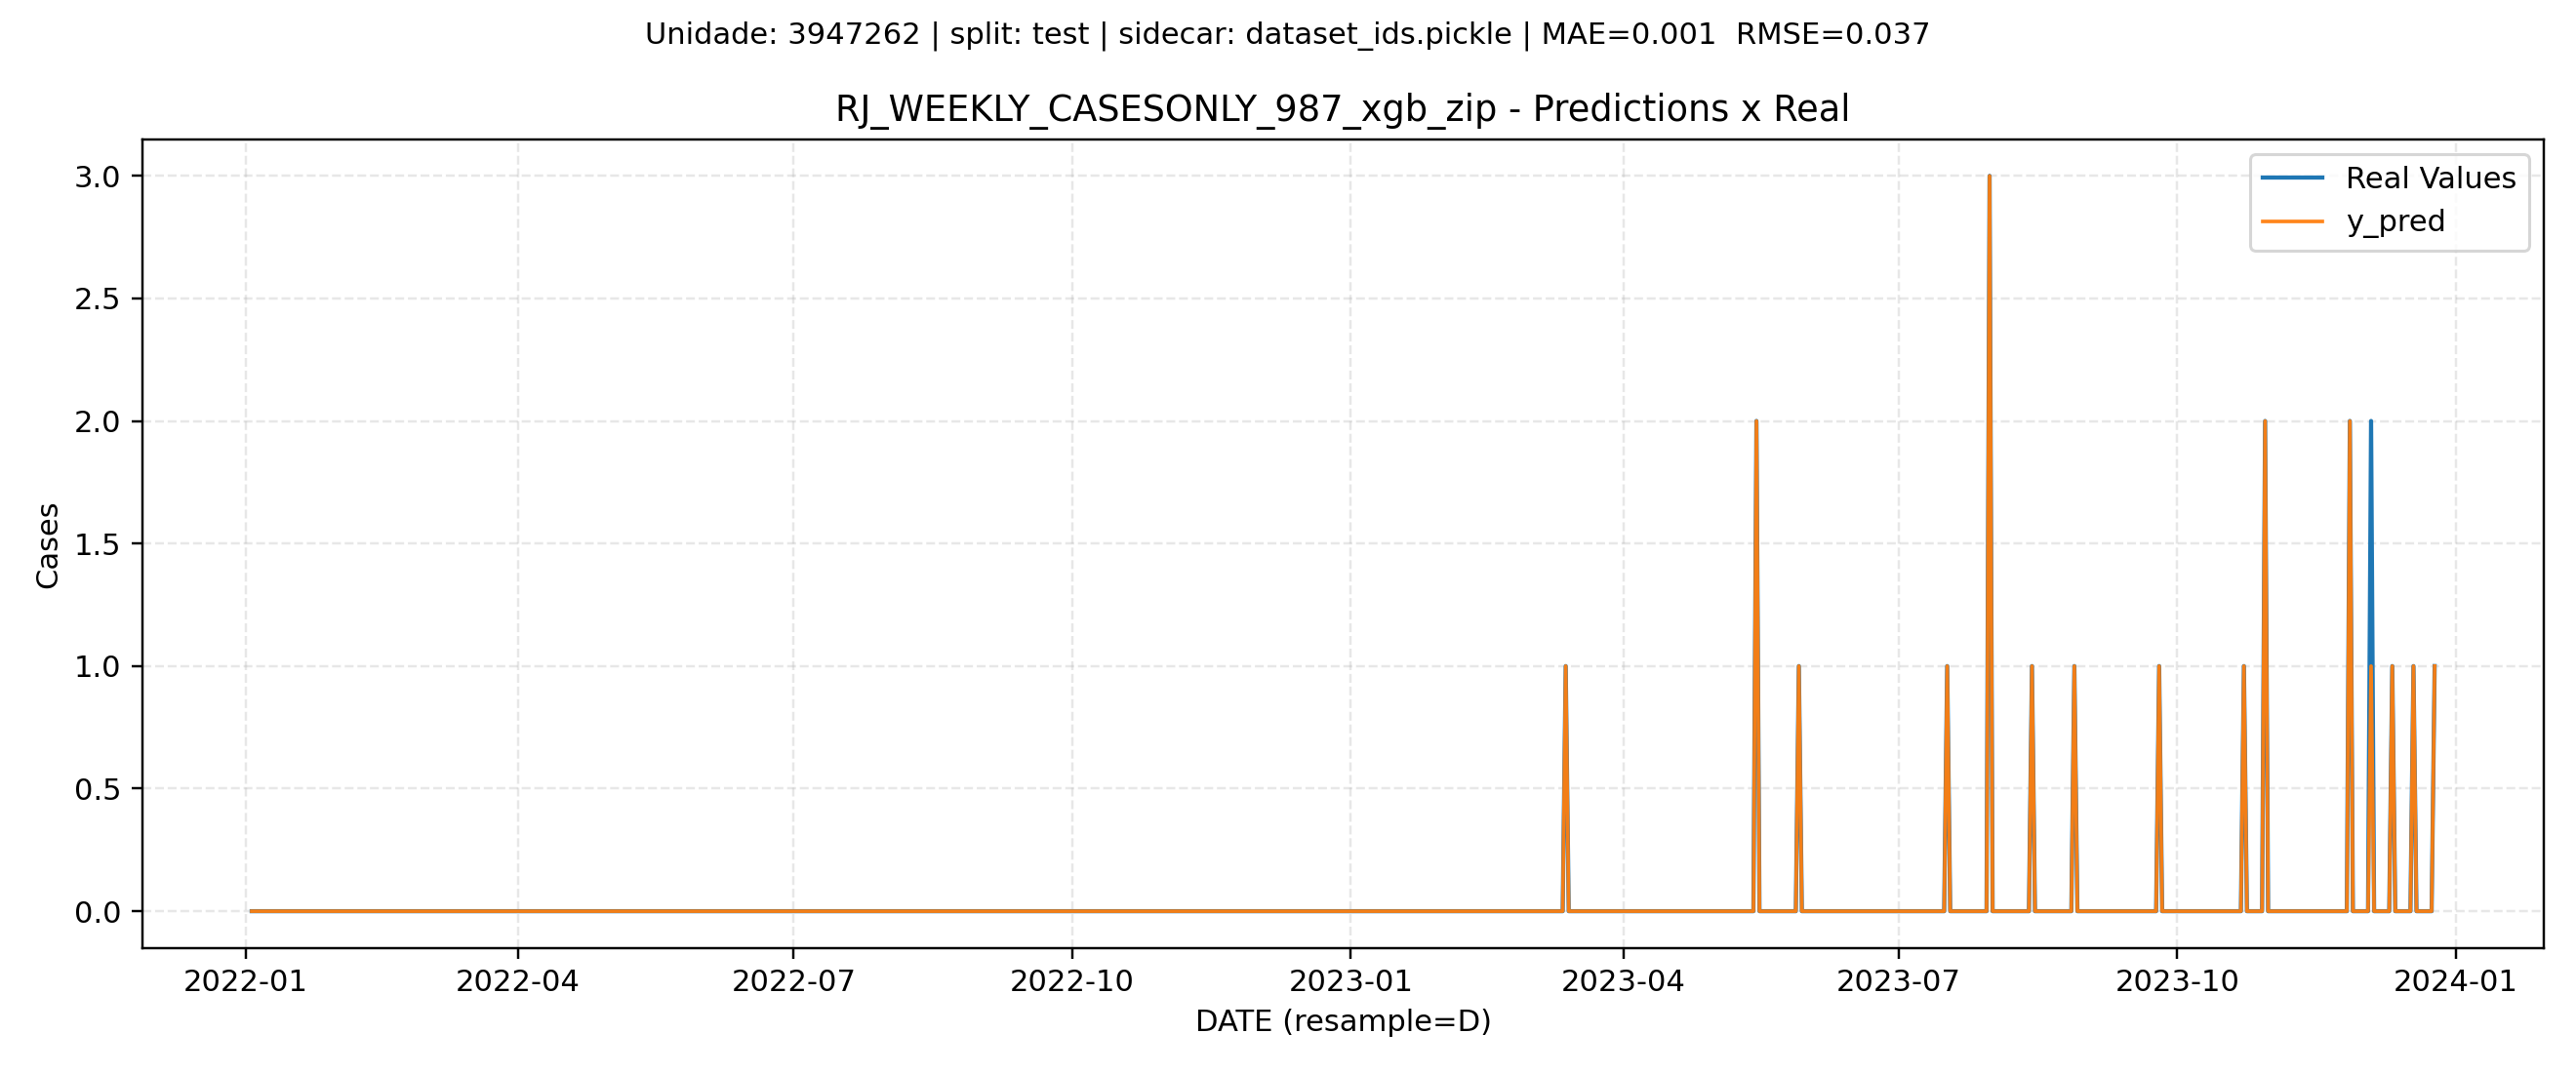 Unidade: 3947262 | split: test | sidecar: dataset_ids.pickle | MAE=0.001  RMSE=0.037
RJ_WEEKLY_CASESONLY_987_xgb_zip - Predictions x Real
Real Values
y_pred
Cases
3.0
2.5
2.0
1.5
1.0
0.5
0.0
2022-01
2022-04
2022-07
2022-10
2023-01
2023-04
2023-07
2023-10
2024-01
DATE (resample=D)